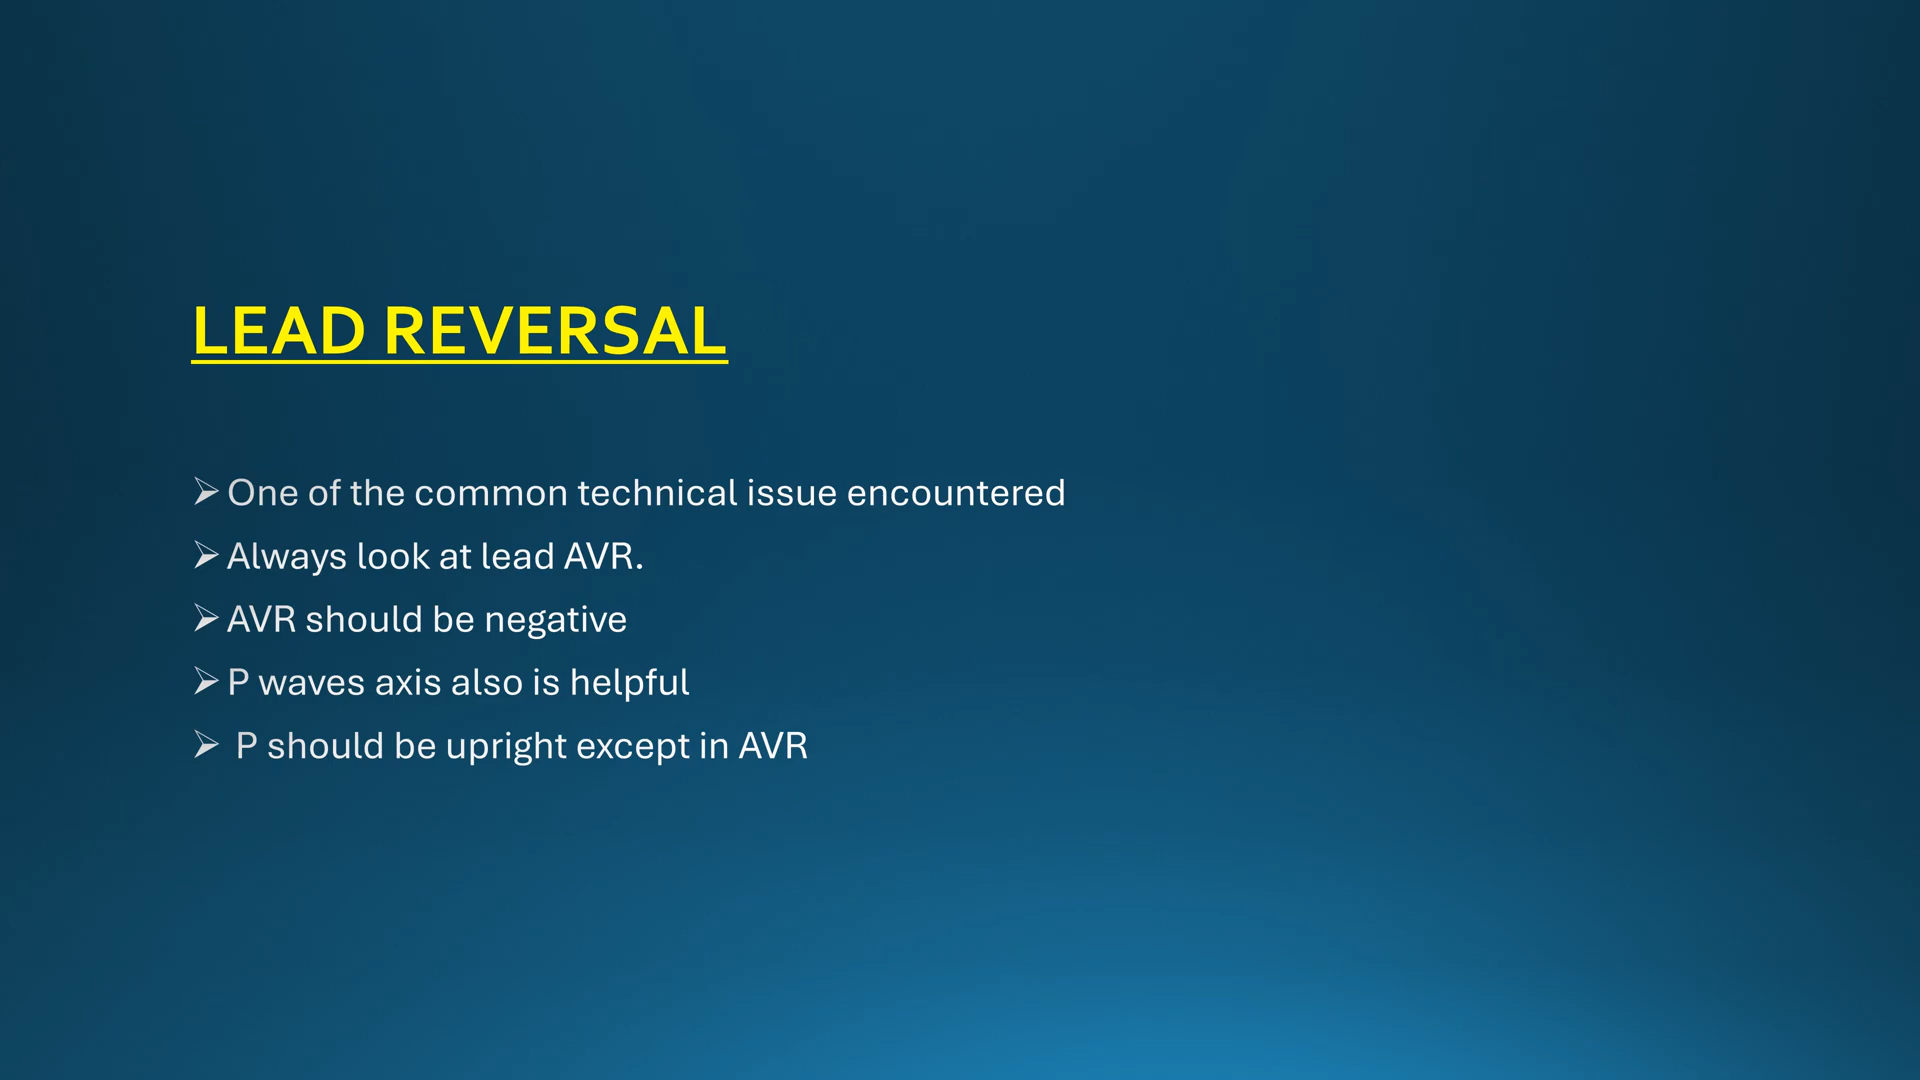 LEAD REVERSAL
➢ One of the common technical issue encountered
➢ Always look at lead AVR.
➢ AVR should be negative
➢ P waves axis also is helpful
➢ P should be upright except in AVR